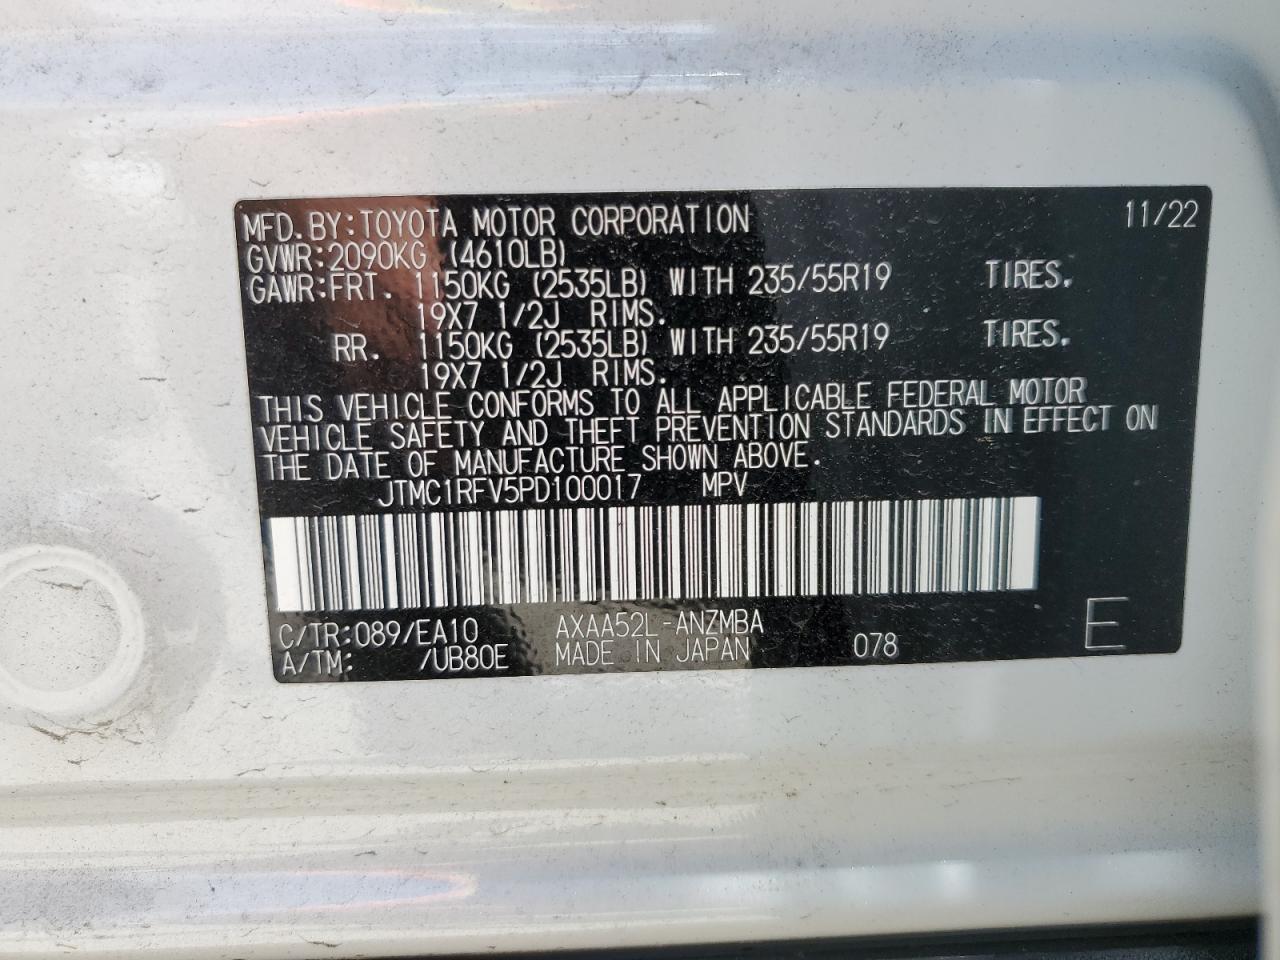 MFD.BY:TOYOTA MOTOR CORPORATION 11/22
GVWR:2090KG (4610LB)
GAWR:FRT. 1150KG (2535LB) WITH 235/55R19 TIRES.
19X7 1/2J RIMS.
RR. 1150KG (2535LB) WITH 235/55R19 TIRES.
19X7 1/2J RIMS.
THIS VEHICLE CONFORMS TO ALL APPLICABLE FEDERAL MOTOR
VEHICLE SAFETY AND THEFT PREVENTION STANDARDS IN EFFECT ON
THE DATE OF MANUFACTURE SHOWN ABOVE.
JTMC1RFV5PD100017 MPV
C/TR:089/EA10 AXAA52L-ANZMBA
A/TM: /UB80E MADE IN JAPAN 078 E